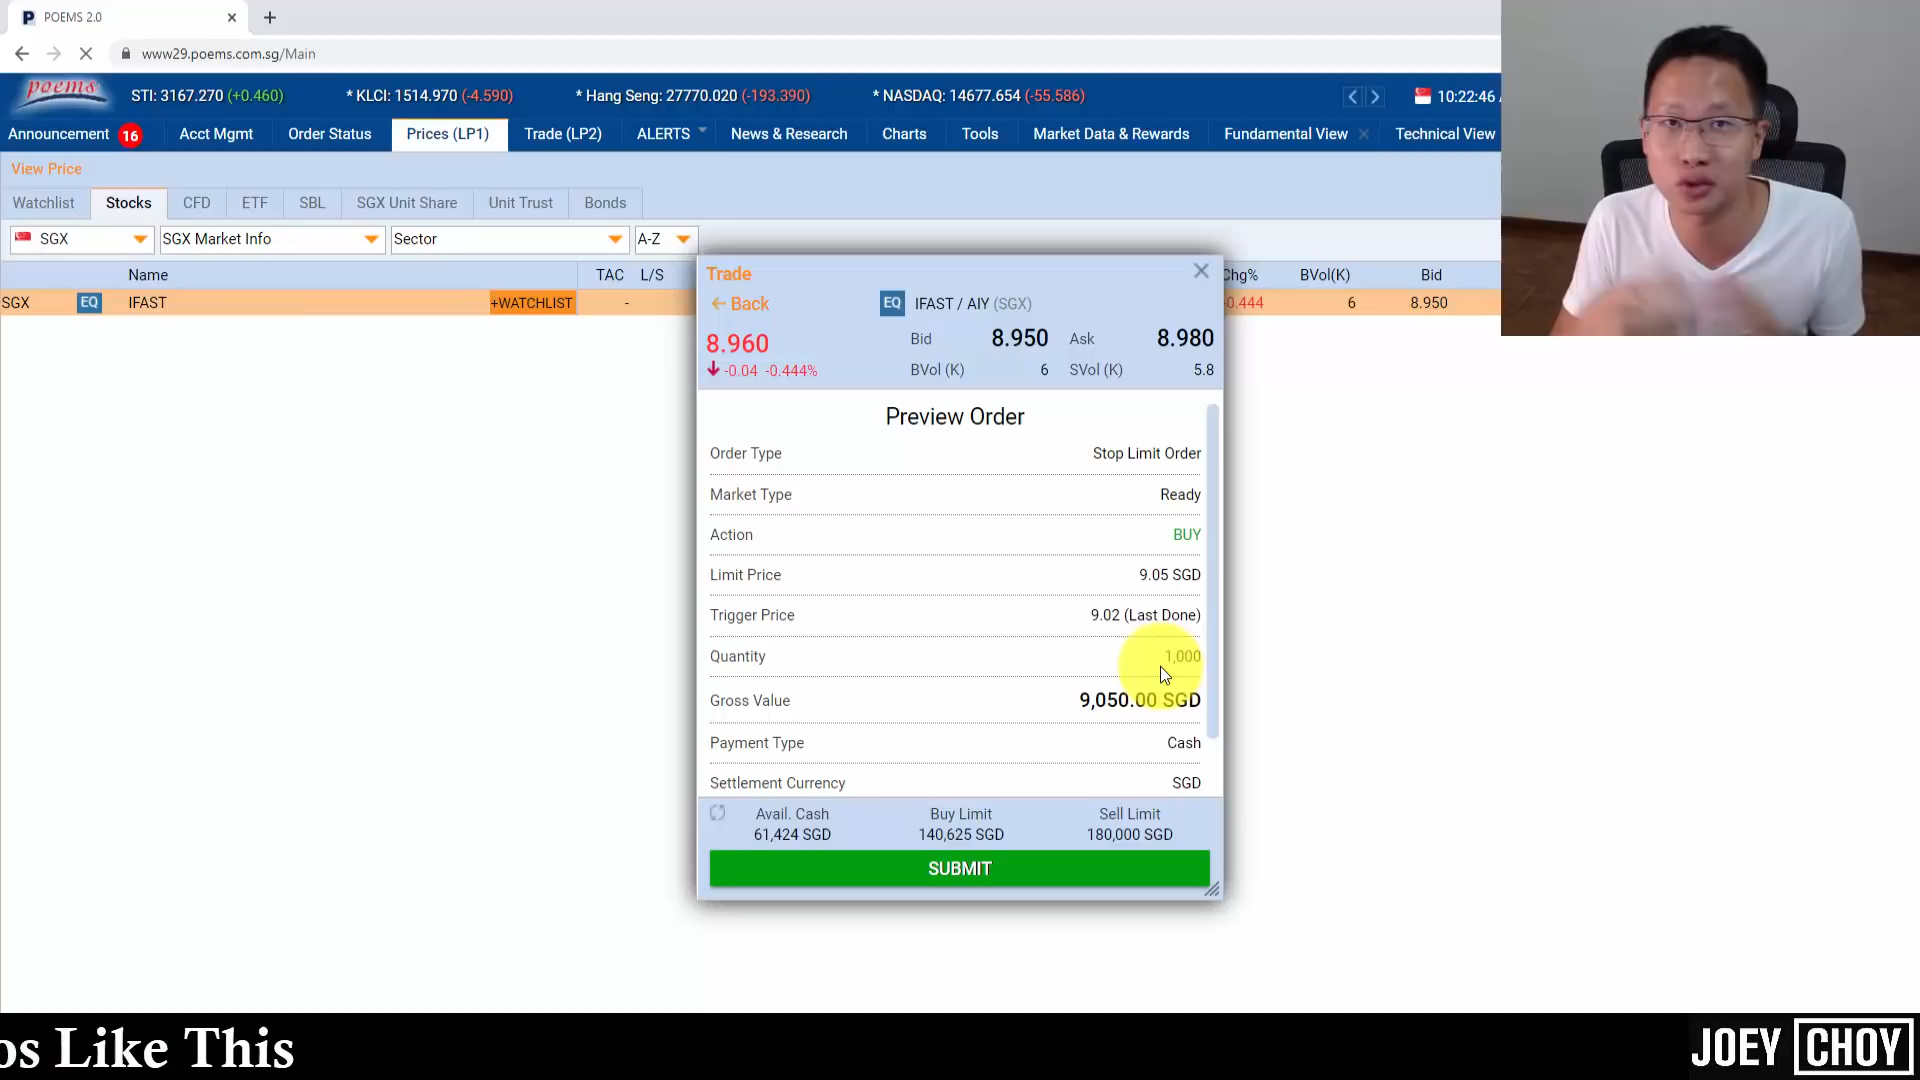 POEMS 2.0
www29.poems.com.sg/Main
poems STI: 3167.270 (+0.460) * KLCI: 1514.970 (-4.590) * Hang Seng: 27770.020 (-193.390) * NASDAQ: 14677.654 (-55.586) 10:22:46
Announcement 16 Acct Mgmt Order Status Prices (LP1) Trade (LP2) ALERTS News & Research Charts Tools Market Data & Rewards Fundamental View Technical View
View Price
Watchlist Stocks CFD ETF SBL SGX Unit Share Unit Trust Bonds
SGX SGX Market Info Sector A-Z
Name TAC L/S Chg% BVol(K) Bid
SGX EQ IFAST +WATCHLIST - 0.444 6 8.950
Trade
Back EQ IFAST / AIY (SGX)
8.960 Bid 8.950 Ask 8.980
-0.04 -0.444% BVol (K) 6 SVol (K) 5.8
Preview Order
Order Type Stop Limit Order
Market Type Ready
Action BUY
Limit Price 9.05 SGD
Trigger Price 9.02 (Last Done)
Quantity 1,000
Gross Value 9,050.00 SGD
Payment Type Cash
Settlement Currency SGD
Avail. Cash Buy Limit Sell Limit
61,424 SGD 140,625 SGD 180,000 SGD
SUBMIT
os Like This
JOEY CHOY